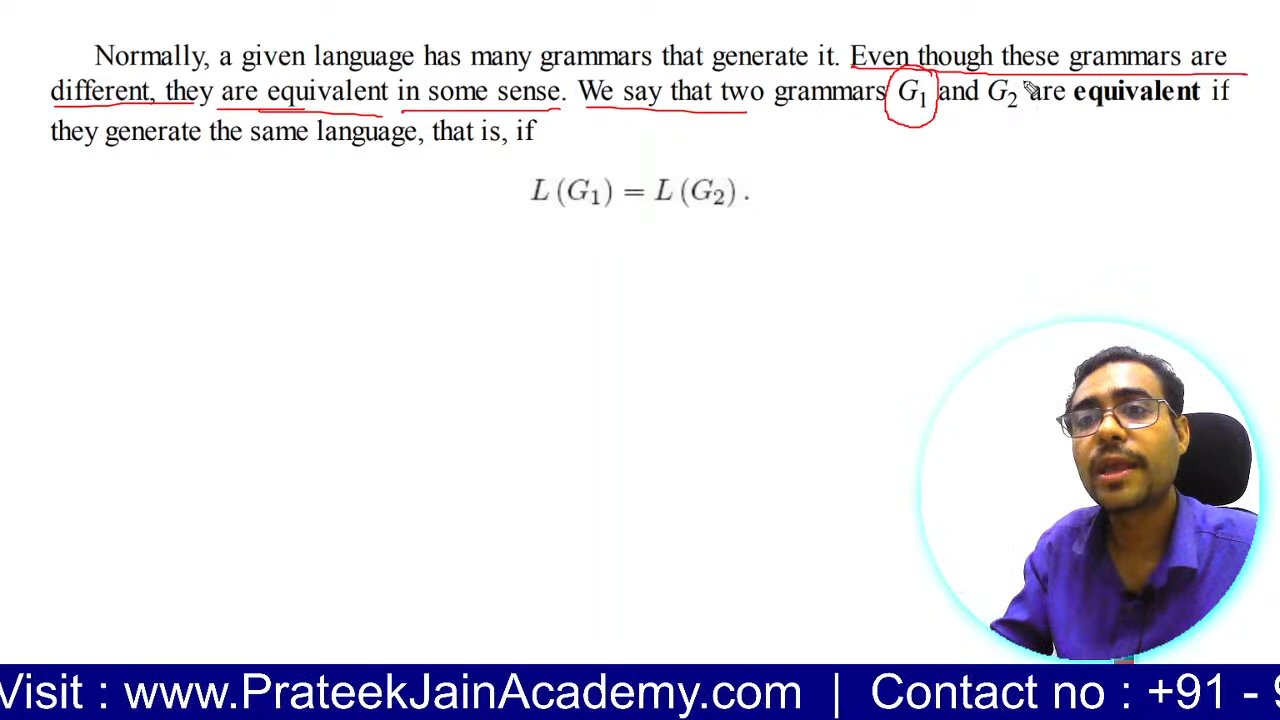 Normally, a given language has many grammars that generate it. Even though these grammars are
different, they are equivalent in some sense. We say that two grammars G₁ and G₂ are equivalent if
they generate the same language, that is, if
L (G₁) = L (G₂) .
Visit : www.PrateekJainAcademy.com | Contact no : +91 -